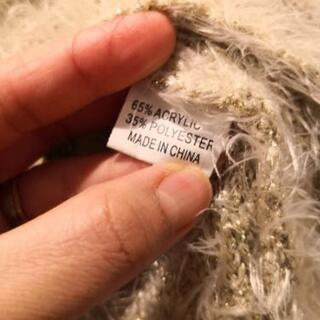 65% ACRYLIC
35% POLYESTER
MADE IN CHINA